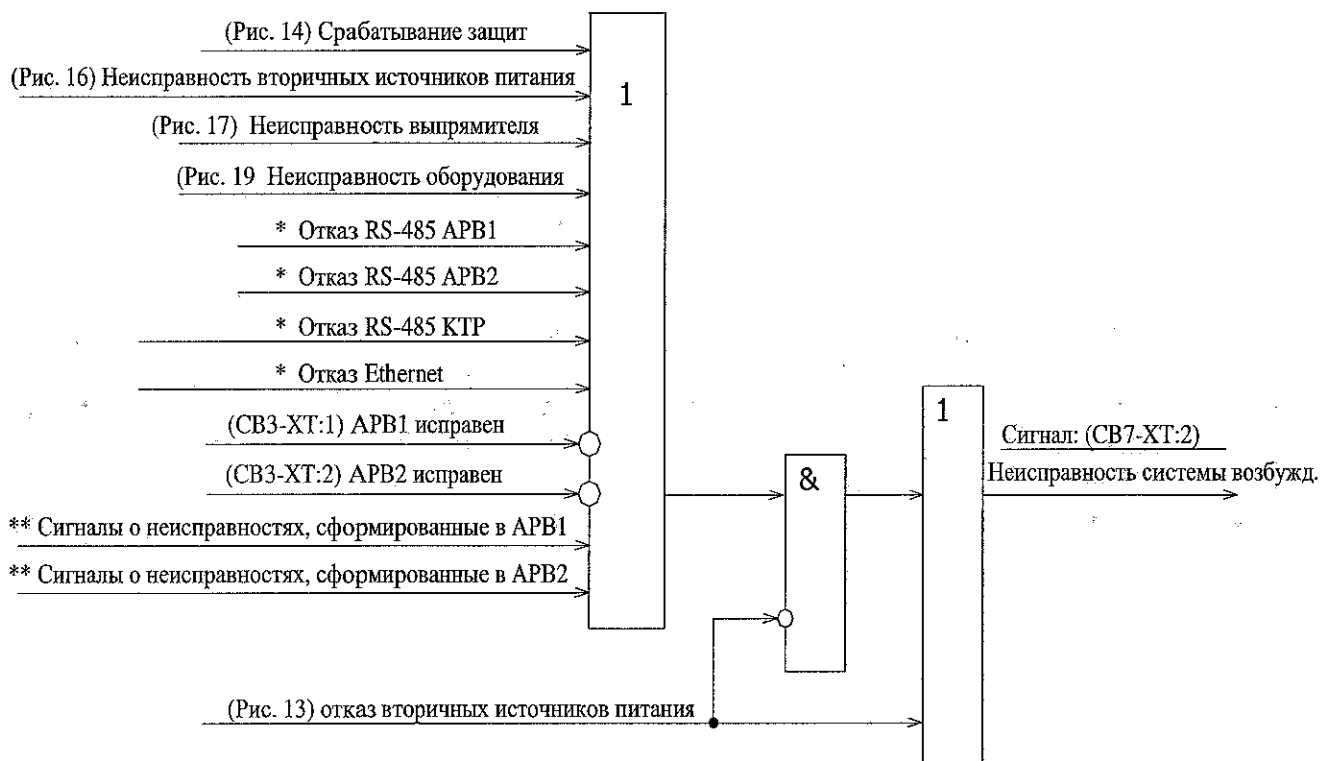 (Рис. 14) Срабатывание защит
(Рис. 16) Неисправность вторичных источников питания
1
(Рис. 17) Неисправность выпрямителя
(Рис. 19 Неисправность оборудования
* Отказ RS-485 АРВ1
* Отказ RS-485 АРВ2
* Отказ RS-485 КТР
* Отказ Ethernet
(СВ3-ХТ:1) АРВ1 исправен
(СВ3-ХТ:2) АРВ2 исправен
** Сигналы о неисправностях, сформированные в АРВ1
** Сигналы о неисправностях, сформированные в АРВ2
&
1
Сигнал: (СВ7-ХТ:2)
Неисправность системы возбужд.
(Рис. 13) отказ вторичных источников питания